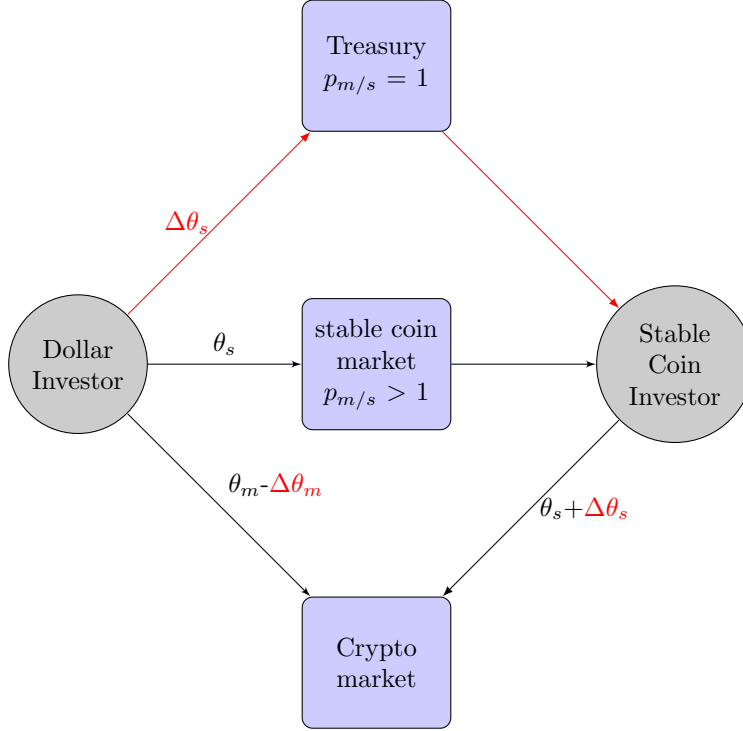 Treasury
p_{m/s} = 1
Δθ_s
Dollar
Investor
θ_s
stable coin
market
p_{m/s} > 1
Stable
Coin
Investor
θ_m-Δθ_m
θ_s+Δθ_s
Crypto
market